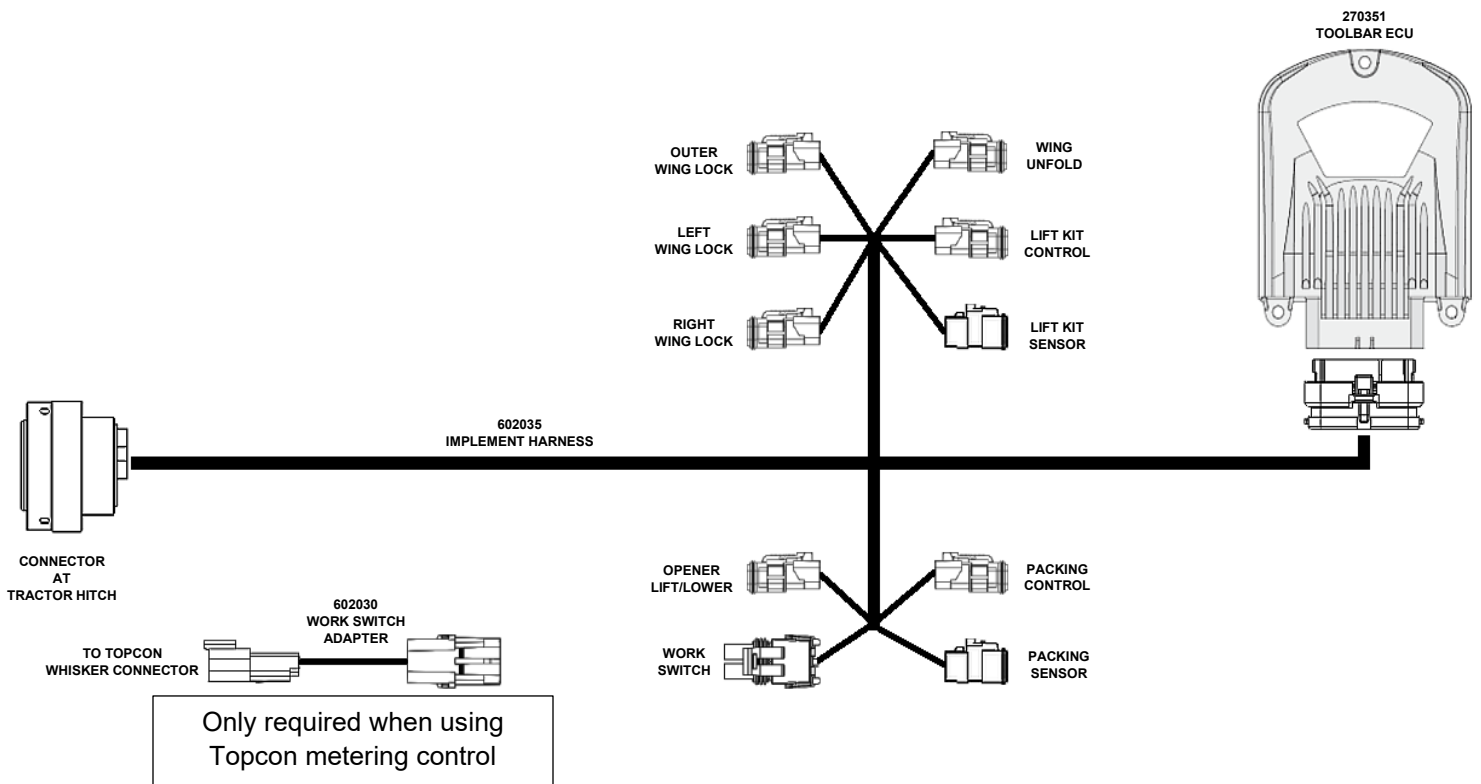 270351
TOOLBAR ECU
OUTER
WING LOCK
WING
UNFOLD
LEFT
WING LOCK
LIFT KIT
CONTROL
RIGHT
WING LOCK
LIFT KIT
SENSOR
602035
IMPLEMENT HARNESS
CONNECTOR
AT
TRACTOR HITCH
OPENER
LIFT/LOWER
PACKING
CONTROL
602030
WORK SWITCH
ADAPTER
TO TOPCON
WHISKER CONNECTOR
WORK
SWITCH
PACKING
SENSOR
Only required when using
Topcon metering control